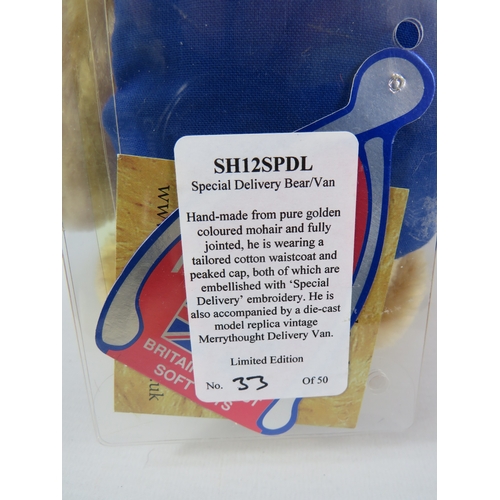 SH12SPDL
Special Delivery Bear/Van
Hand-made from pure golden
coloured mohair and fully
jointed, he is wearing a
tailored cotton waistcoat and
peaked cap, both of which are
embellished with ‘Special
Delivery’ embroidery. He is
also accompanied by a die-cast
model replica vintage
Merrythought Delivery Van.
Limited Edition
No. 33 Of 50
www.
BRITAIN
SOFT
.uk